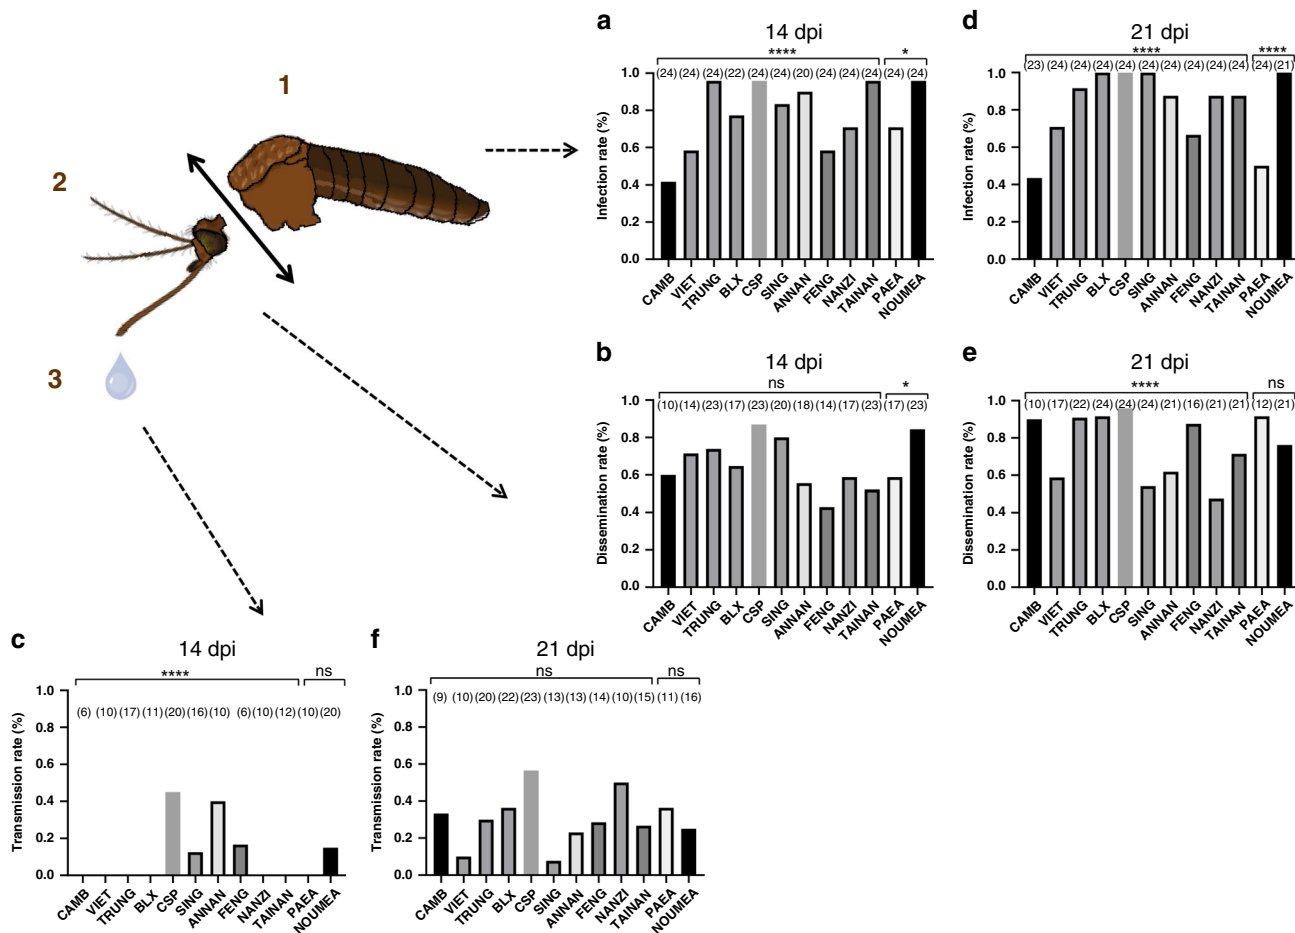 1
2
3
a
14 dpi
**** *
(24) (24) (24) (22) (24) (24) (20) (24) (24) (24) (24) (24)
Infection rate (%)
1.0
0.8
0.6
0.4
0.2
0.0
CAMB VIET TRUNG BLX CSP SING ANNAN FENG NANZI TAINAN PAEA NOUMEA
d
21 dpi
**** ****
(23) (24) (24) (24) (24) (24) (24) (24) (24) (24) (24) (21)
Infection rate (%)
1.0
0.8
0.6
0.4
0.2
0.0
CAMB VIET TRUNG BLX CSP SING ANNAN FENG NANZI TAINAN PAEA NOUMEA
b
14 dpi
ns *
(10) (14) (23) (17) (23) (20) (18) (14) (17) (23) (17) (23)
Dissemination rate (%)
1.0
0.8
0.6
0.4
0.2
0.0
CAMB VIET TRUNG BLX CSP SING ANNAN FENG NANZI TAINAN PAEA NOUMEA
e
21 dpi
**** ns
(10) (17) (22) (24) (24) (24) (21) (16) (21) (21) (12) (21)
Dissemination rate (%)
1.0
0.8
0.6
0.4
0.2
0.0
CAMB VIET TRUNG BLX CSP SING ANNAN FENG NANZI TAINAN PAEA NOUMEA
c
14 dpi
**** ns
(6) (10) (17) (11) (20) (16) (10) (6) (10) (12) (10) (20)
Transmission rate (%)
1.0
0.8
0.6
0.4
0.2
0.0
CAMB VIET TRUNG BLX CSP SING ANNAN FENG NANZI TAINAN PAEA NOUMEA
f
21 dpi
ns ns
(9) (10) (20) (22) (23) (13) (13) (14) (10) (15) (11) (16)
Transmission rate (%)
1.0
0.8
0.6
0.4
0.2
0.0
CAMB VIET TRUNG BLX CSP SING ANNAN FENG NANZI TAINAN PAEA NOUMEA